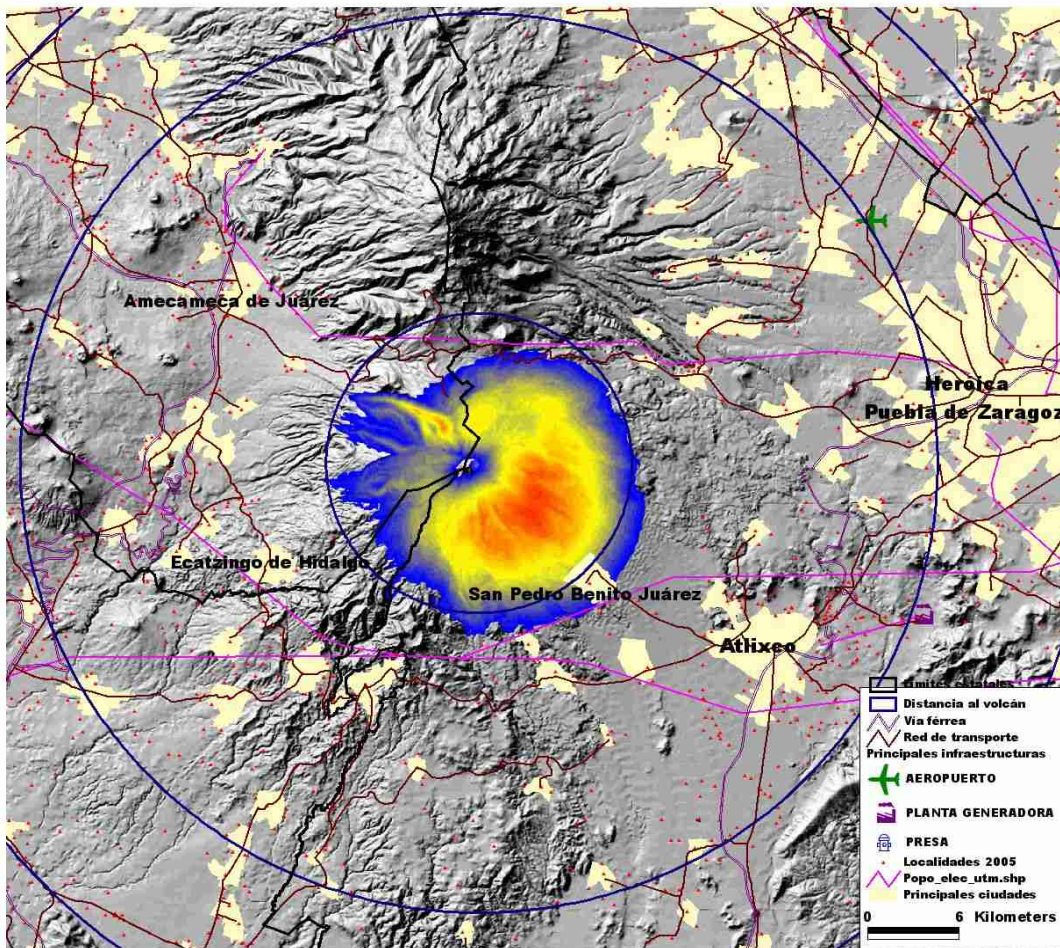 Amecameca de Juárez
Heroica
Puebla de Zaragoz
Ecatzingo de Hidalgo
San Pedro Benito Juárez
Atlixco
Límites estatales
Distancia al volcán
Vía férrea
Red de transporte
Principales infraestructuras
AEROPUERTO
PLANTA GENERADORA
PRESA
Localidades 2005
Popo_elec_utm.shp
Principales ciudades
0 6 Kilometers